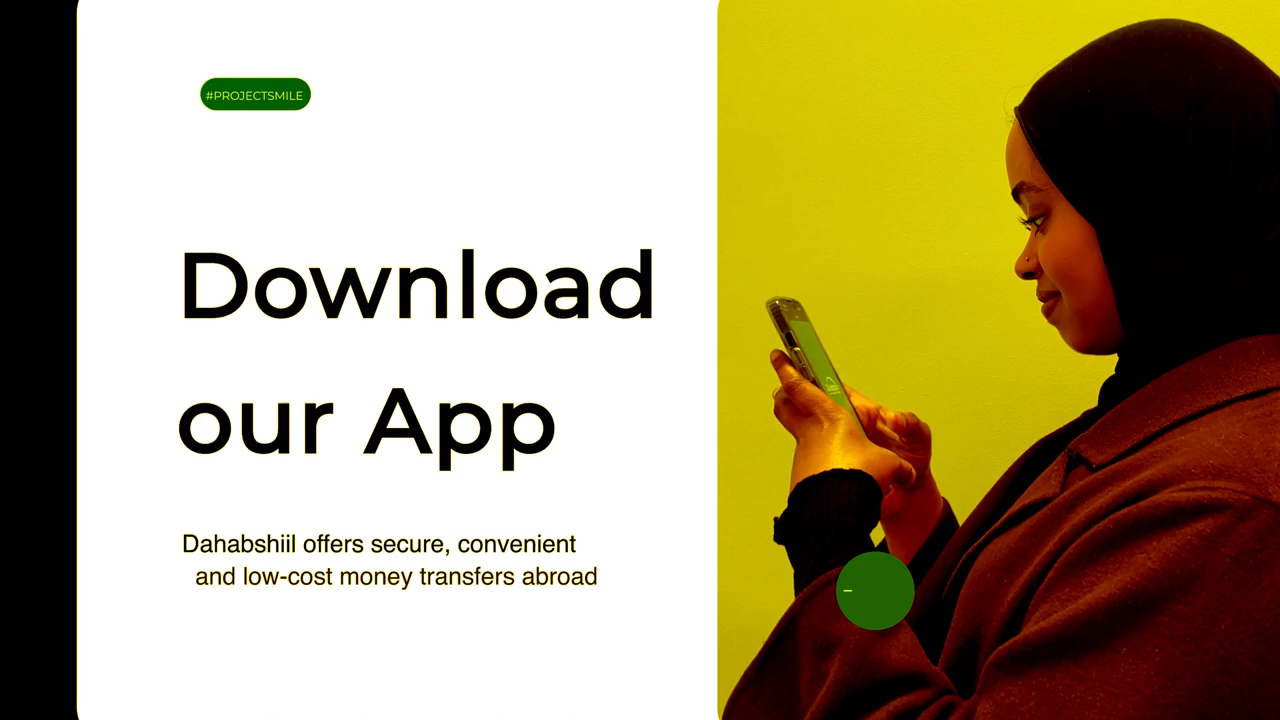 #PROJECTSMILE
Download
our App
Dahabshiil offers secure, convenient
and low-cost money transfers abroad